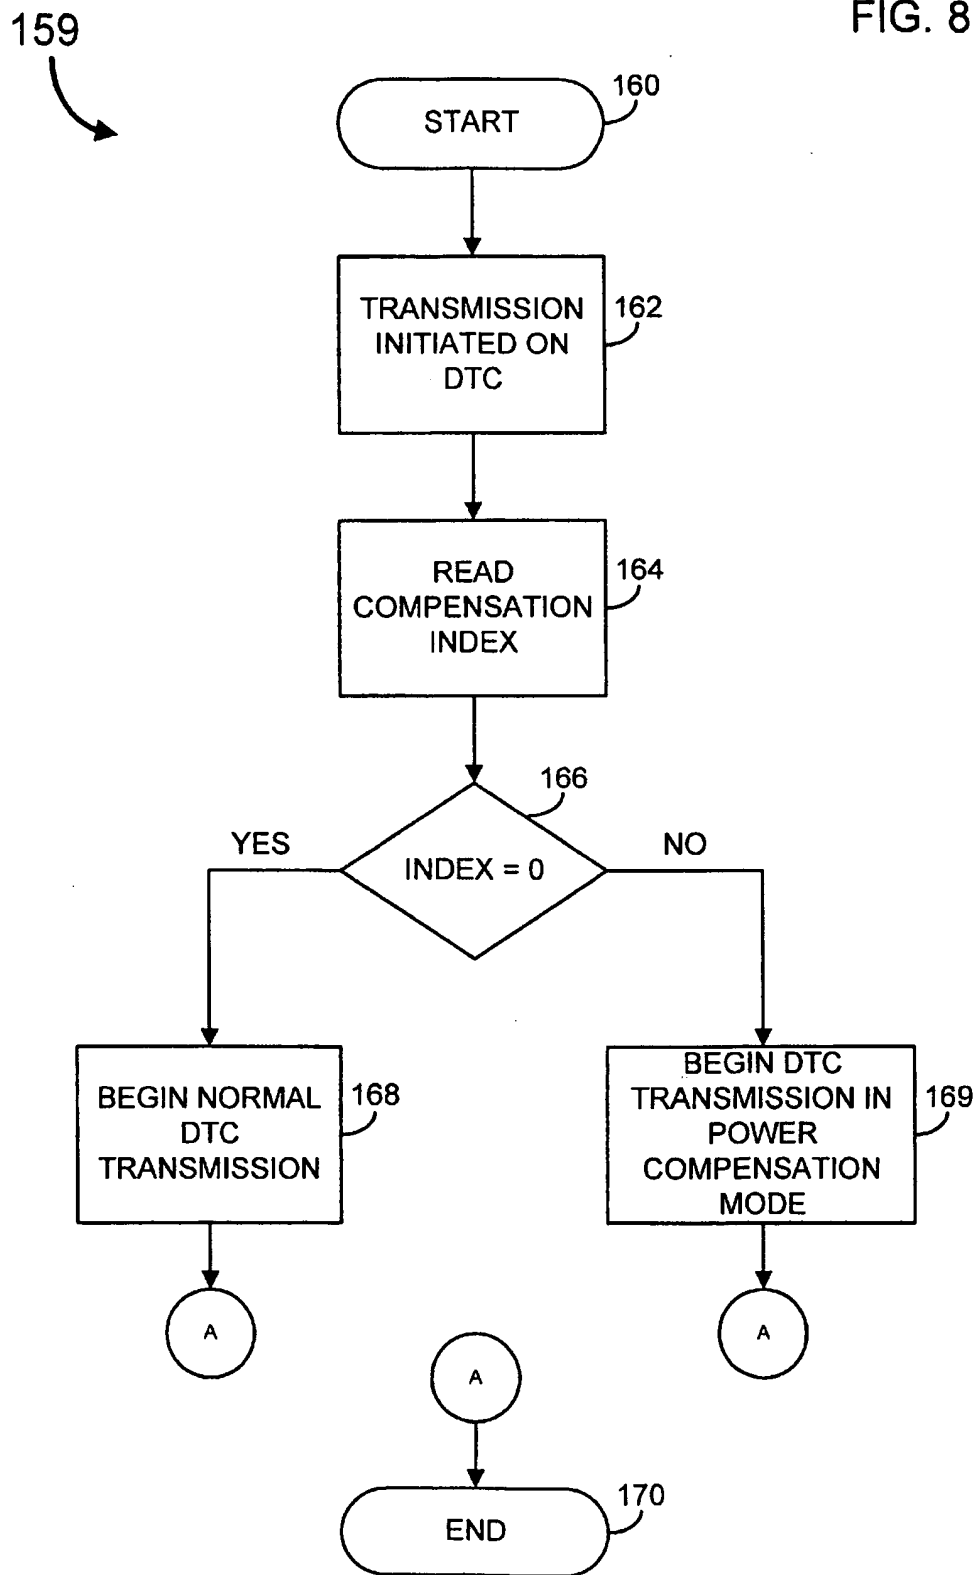 159
FIG. 8
START
160
TRANSMISSION
INITIATED ON
DTC
162
READ
COMPENSATION
INDEX
164
166
YES
INDEX = 0
NO
BEGIN NORMAL
DTC
TRANSMISSION
168
BEGIN DTC
TRANSMISSION IN
POWER
COMPENSATION
MODE
169
A
A
A
END
170